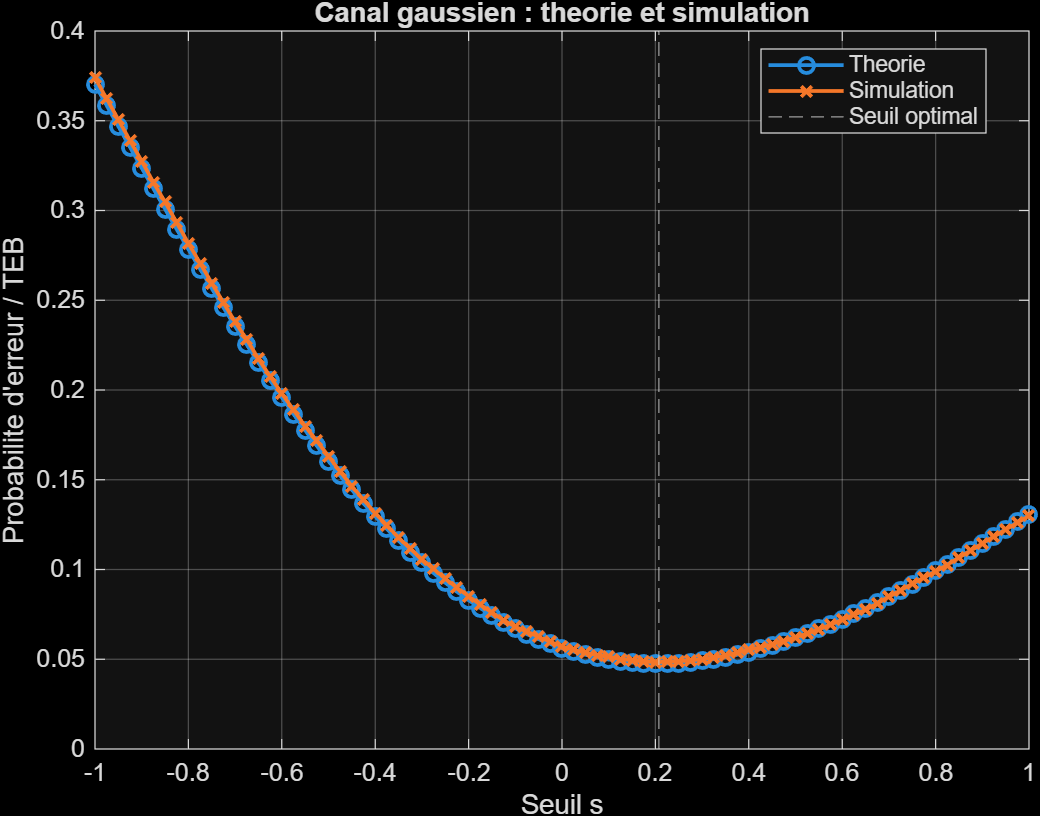 Canal gaussien : theorie et simulation
Theorie
Simulation
Seuil optimal
Probabilite d'erreur / TEB
0.4
0.35
0.3
0.25
0.2
0.15
0.1
0.05
0
-1 -0.8 -0.6 -0.4 -0.2 0 0.2 0.4 0.6 0.8 1
Seuil s